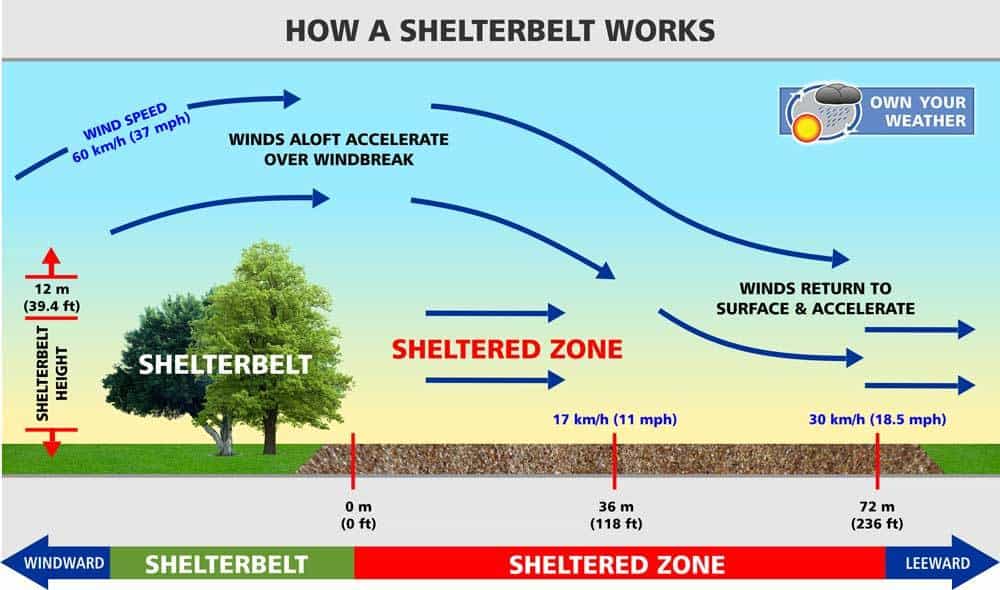 HOW A SHELTERBELT WORKS
WIND SPEED
60 km/h (37 mph)
OWN YOUR
WEATHER
WINDS ALOFT ACCELERATE
OVER WINDBREAK
12 m
(39.4 ft)
SHELTERBELT
HEIGHT
SHELTERBELT
SHELTERED ZONE
WINDS RETURN TO
SURFACE & ACCELERATE
17 km/h (11 mph)
30 km/h (18.5 mph)
0 m
(0 ft)
36 m
(118 ft)
72 m
(236 ft)
WINDWARD
SHELTERBELT
SHELTERED ZONE
LEEWARD